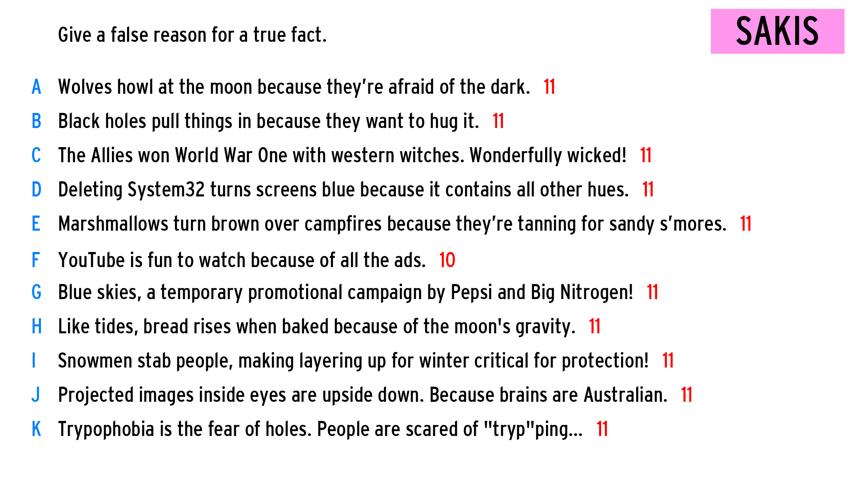 Give a false reason for a true fact.
SAKIS
A Wolves howl at the moon because they're afraid of the dark. 11
B Black holes pull things in because they want to hug it. 11
C The Allies won World War One with western witches. Wonderfully wicked! 11
D Deleting System32 turns screens blue because it contains all other hues. 11
E Marshmallows turn brown over campfires because they're tanning for sandy s'mores. 11
F YouTube is fun to watch because of all the ads. 10
G Blue skies, a temporary promotional campaign by Pepsi and Big Nitrogen! 11
H Like tides, bread rises when baked because of the moon's gravity. 11
I Snowmen stab people, making layering up for winter critical for protection! 11
J Projected images inside eyes are upside down. Because brains are Australian. 11
K Trypophobia is the fear of holes. People are scared of "tryp"ping... 11